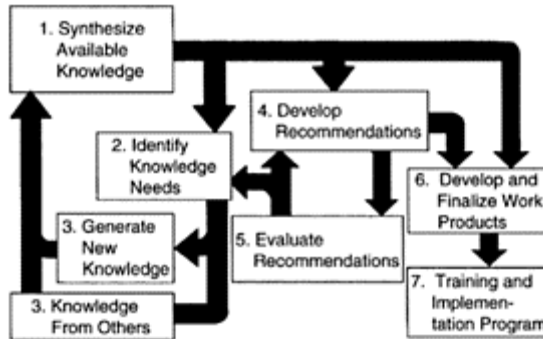 1. Synthesize
Available
Knowledge
2. Identify
Knowledge
Needs
3. Generate
New
Knowledge
3. Knowledge
From Others
4. Develop
Recommendations
5. Evaluate
Recommendations
6. Develop and
Finalize Work
Products
7. Training and
Implemen-
tation Program